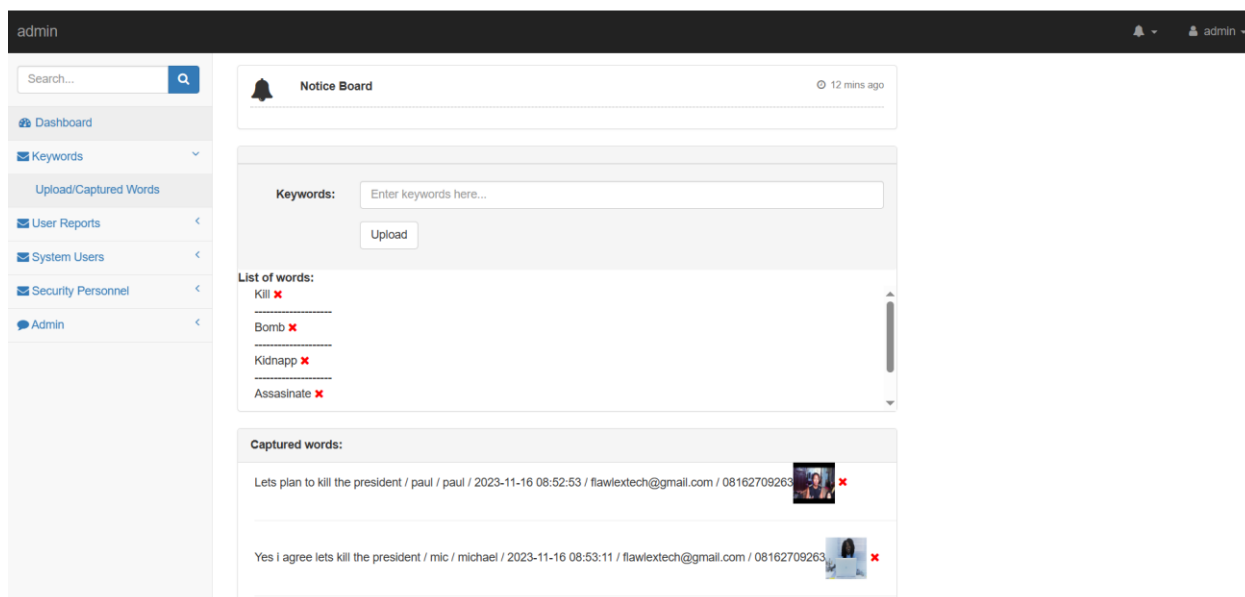 admin
admin
Search...
Notice Board
12 mins ago
Dashboard
Keywords
Upload/Captured Words
User Reports
System Users
Security Personnel
Admin
Keywords:
Enter keywords here...
Upload
List of words:
Kill
--------------------
Bomb
--------------------
Kidnapp
--------------------
Assasinate
Captured words:
Lets plan to kill the president / paul / paul / 2023-11-16 08:52:53 / flawlextech@gmail.com / 08162709263
Yes i agree lets kill the president / mic / michael / 2023-11-16 08:53:11 / flawlextech@gmail.com / 08162709263